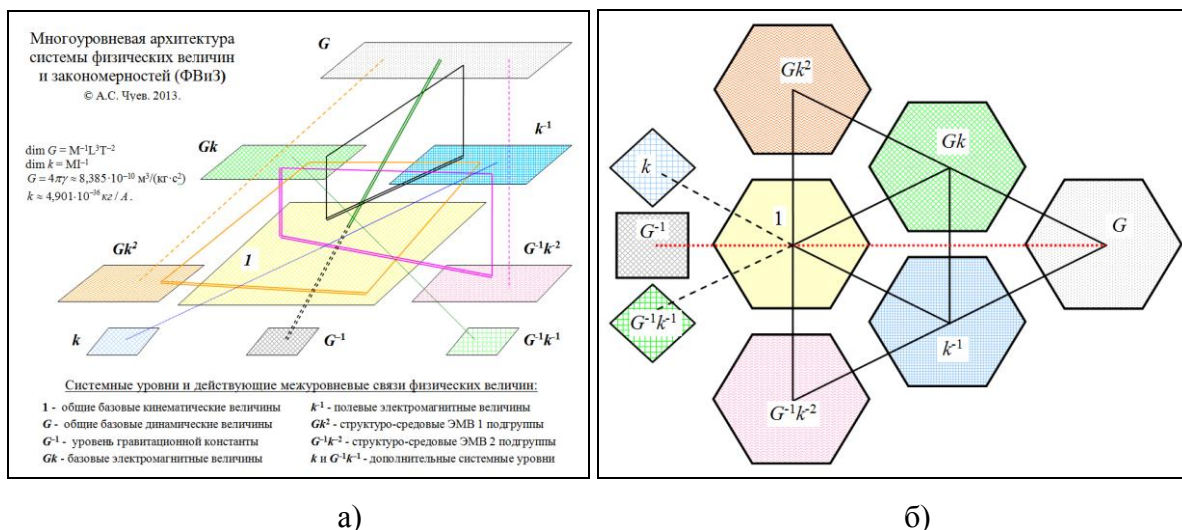 Многоуровневая архитектура
системы физических величин
и закономерностей (ФВиЗ)
© А.С. Чуев. 2013.
dim G = M⁻¹L³T⁻²
dim k = MI⁻¹
G = 4πγ ≈ 8,385·10⁻¹⁰ м³/(кг·с²)
k ≈ 4,901·10⁻³⁶ кг / А .
G
Gk
k⁻¹
Gk²
1
G⁻¹k⁻²
k
G⁻¹
G⁻¹k⁻¹
Системные уровни и действующие межуровневые связи физических величин:
1 - общие базовые кинематические величины
G - общие базовые динамические величины
G⁻¹ - уровень гравитационной константы
Gk - базовые электромагнитные величины
k⁻¹ - полевые электромагнитные величины
Gk² - структуро-средовые ЭМВ 1 подгруппы
G⁻¹k⁻² - структуро-средовые ЭМВ 2 подгруппы
k и G⁻¹k⁻¹ - дополнительные системные уровни
а)
Gk²
Gk
k
1
G⁻¹
G
G⁻¹k⁻¹
k⁻¹
G⁻¹k⁻²
б)